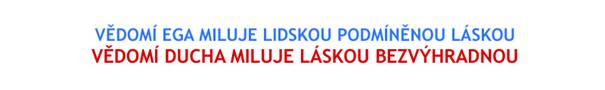 VĚDOMÍ EGA MILUJE LIDSKOU PODMÍNĚNOU LÁSKOU
VĚDOMÍ DUCHA MILUJE LÁSKOU BEZVÝHRADNOU